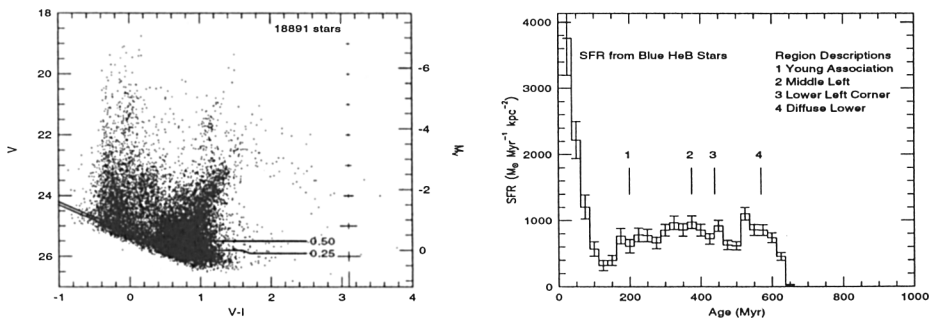 18891 stars
18
20
22
24
26
V
-6
-4
-2
0
Mv
0.50
0.25
-1
0
1
2
3
4
V-I
4000
3000
2000
1000
0
SFR (M⊕ Myr⁻¹ kpc⁻²)
SFR from Blue HeB Stars
Region Descriptions
1 Young Association
2 Middle Left
3 Lower Left Corner
4 Diffuse Lower
1
2
3
4
0
200
400
600
800
1000
Age (Myr)